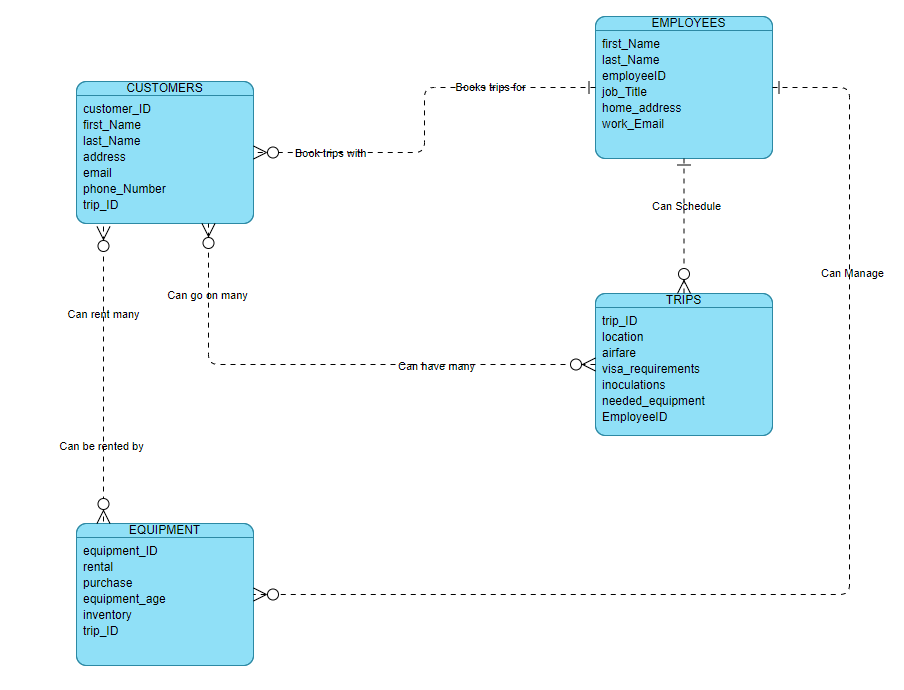 EMPLOYEES
first_Name
last_Name
employeeID
job_Title
home_address
work_Email
CUSTOMERS
customer_ID
first_Name
last_Name
address
email
phone_Number
trip_ID
Books trips for
Book trips with
Can Schedule
Can Manage
Can go on many
Can rent many
Can have many
TRIPS
trip_ID
location
airfare
visa_requirements
inoculations
needed_equipment
EmployeeID
Can be rented by
EQUIPMENT
equipment_ID
rental
purchase
equipment_age
inventory
trip_ID